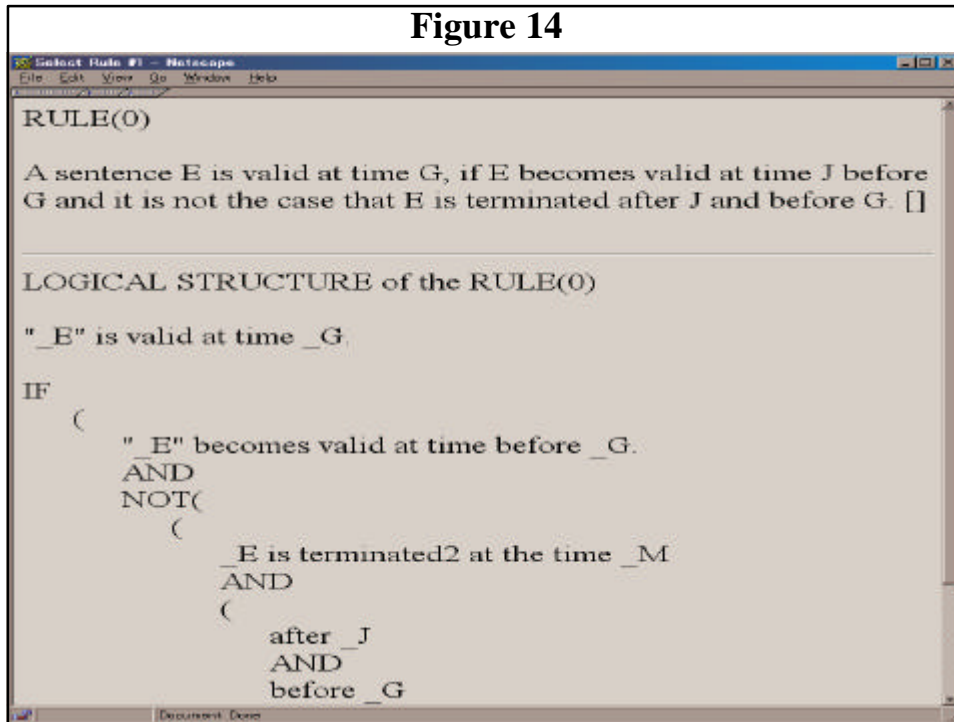 Figure 14
Select Rule #1 - Netscape
File Edit View Go Window Help
RULE(0)
A sentence E is valid at time G, if E becomes valid at time J before
G and it is not the case that E is terminated after J and before G. []
LOGICAL STRUCTURE of the RULE(0)
"_E" is valid at time _G.
IF
(
"_E" becomes valid at time before _G.
AND
NOT(
(
_E is terminated2 at the time _M
AND
(
after _J
AND
before _G
Document: Done